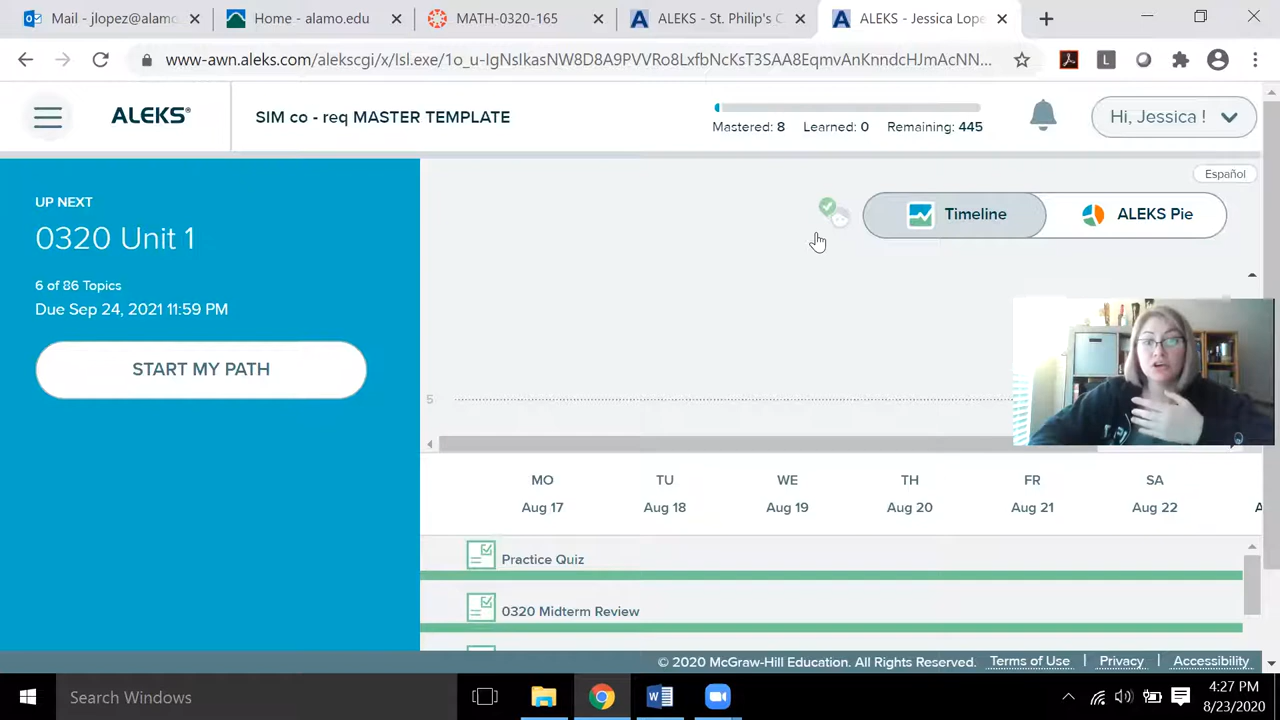 Mail - jlopez@alamo.
Home - alamo.edu
MATH-0320-165
ALEKS - St. Philip's C
ALEKS - Jessica Lope
www-awn.aleks.com/alekscgi/x/Isl.exe/1o_u-IgNsIkasNW8D8A9PVVRo8LxfbNcKsT3SAA8EqmvAnKnndcHJmAcNN...
L
ALEKS®
SIM co - req MASTER TEMPLATE
Mastered: 8
Learned: 0
Remaining: 445
Hi, Jessica !
Español
UP NEXT
0320 Unit 1
6 of 86 Topics
Due Sep 24, 2021 11:59 PM
START MY PATH
Timeline
ALEKS Pie
5
MO
TU
WE
TH
FR
SA
Aug 17
Aug 18
Aug 19
Aug 20
Aug 21
Aug 22
A
Practice Quiz
0320 Midterm Review
© 2020 McGraw-Hill Education. All Rights Reserved.
Terms of Use
|
Privacy
|
Accessibility
Search Windows
4:27 PM
8/23/2020